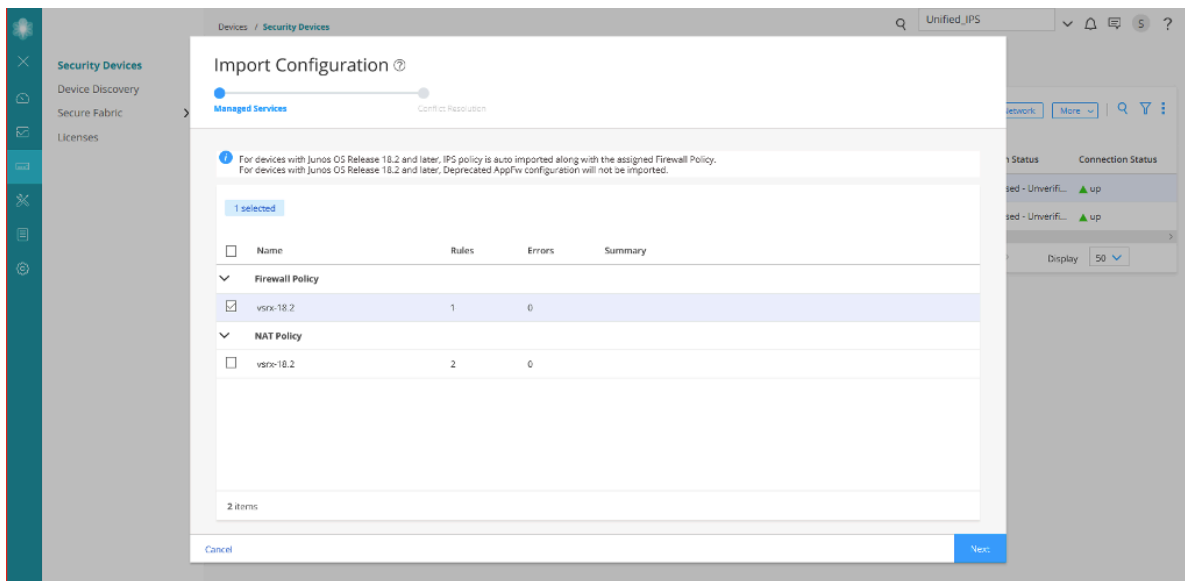 Devices / Security Devices
Unified_IPS
S ?
Security Devices
Device Discovery
Secure Fabric
Licenses
Import Configuration
Managed Services
Conflict Resolution
For devices with Junos OS Release 18.2 and later, IPS policy is auto imported along with the assigned Firewall Policy.
For devices with Junos OS Release 18.2 and later, Deprecated AppFw configuration will not be imported.
1 selected
Name Rules Errors Summary
Firewall Policy
vsrx-18.2 1 0
NAT Policy
vsrx-18.2 2 0
2 items
Cancel
Next
More
Status Connection Status
sed - Unverifi... up
sed - Unverifi... up
Display 50